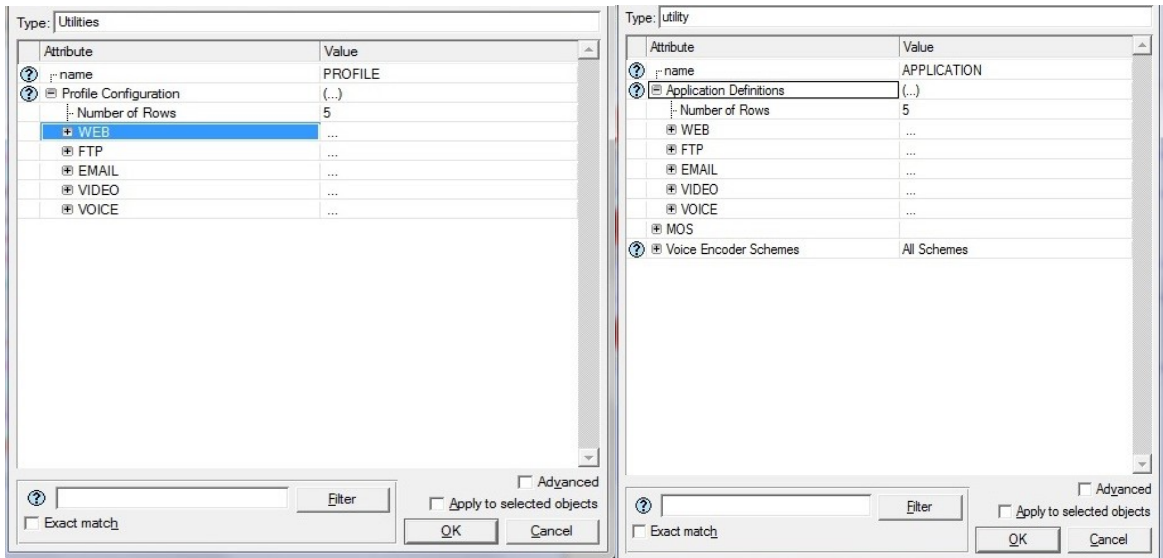 Type: Utilities
Attribute Value
name PROFILE
Profile Configuration (...)
Number of Rows 5
WEB ...
FTP ...
EMAIL ...
VIDEO ...
VOICE ...
Advanced
Filter
Apply to selected objects
Exact match
OK Cancel
Type: utility
Attribute Value
name APPLICATION
Application Definitions (...)
Number of Rows 5
WEB ...
FTP ...
EMAIL ...
VIDEO ...
VOICE ...
MOS
Voice Encoder Schemes All Schemes
Advanced
Filter
Apply to selected objects
Exact match
OK Cancel